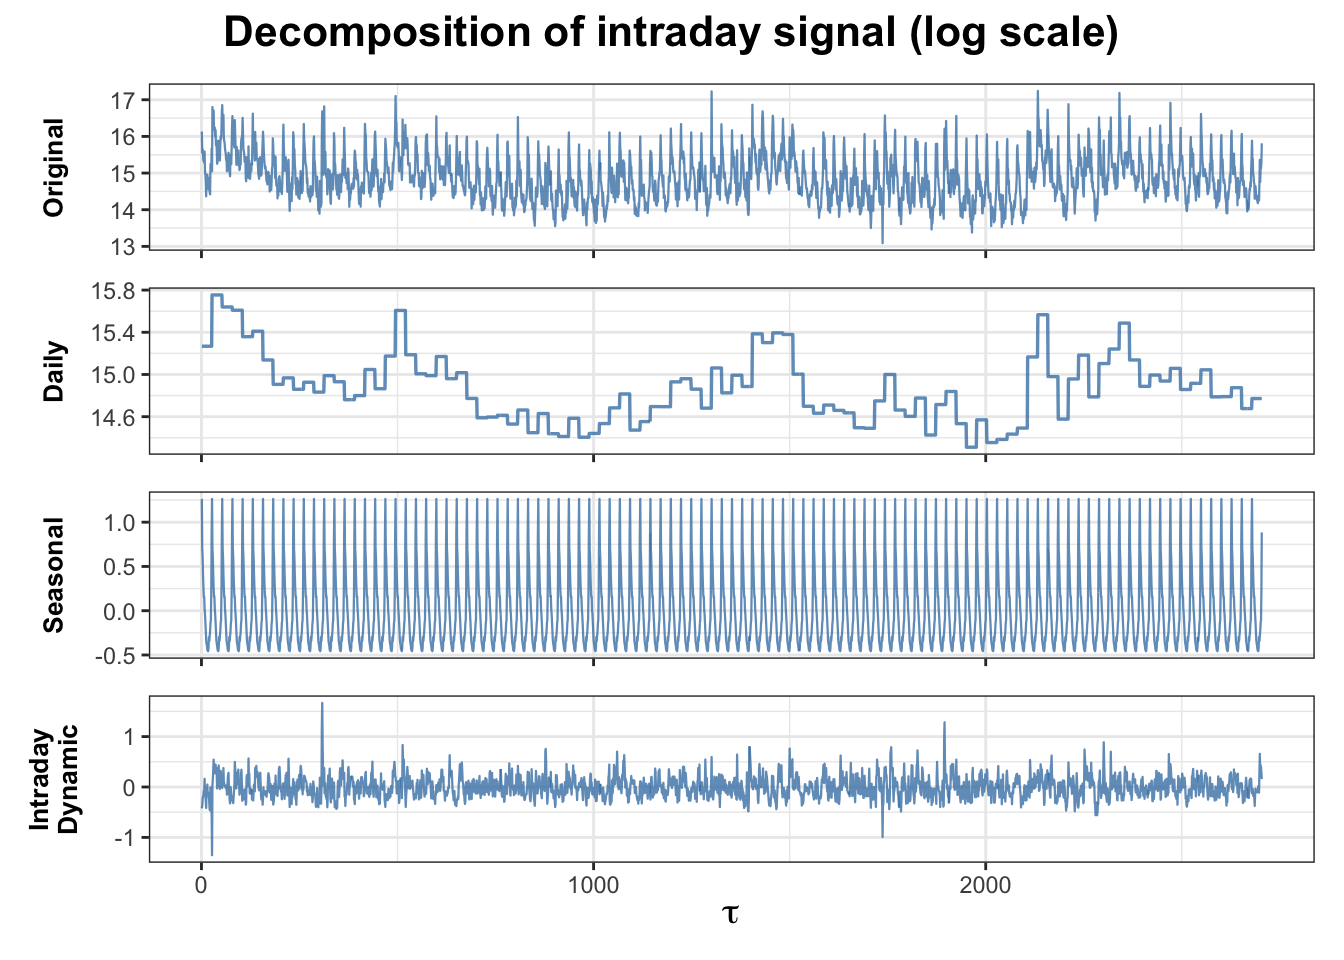 Decomposition of intraday signal (log scale)
Original
17
16
15
14
13
Daily
15.8
15.4
15.0
14.6
Seasonal
1.0
0.5
0.0
-0.5
Intraday
Dynamic
1
0
-1
0 1000 2000
τ